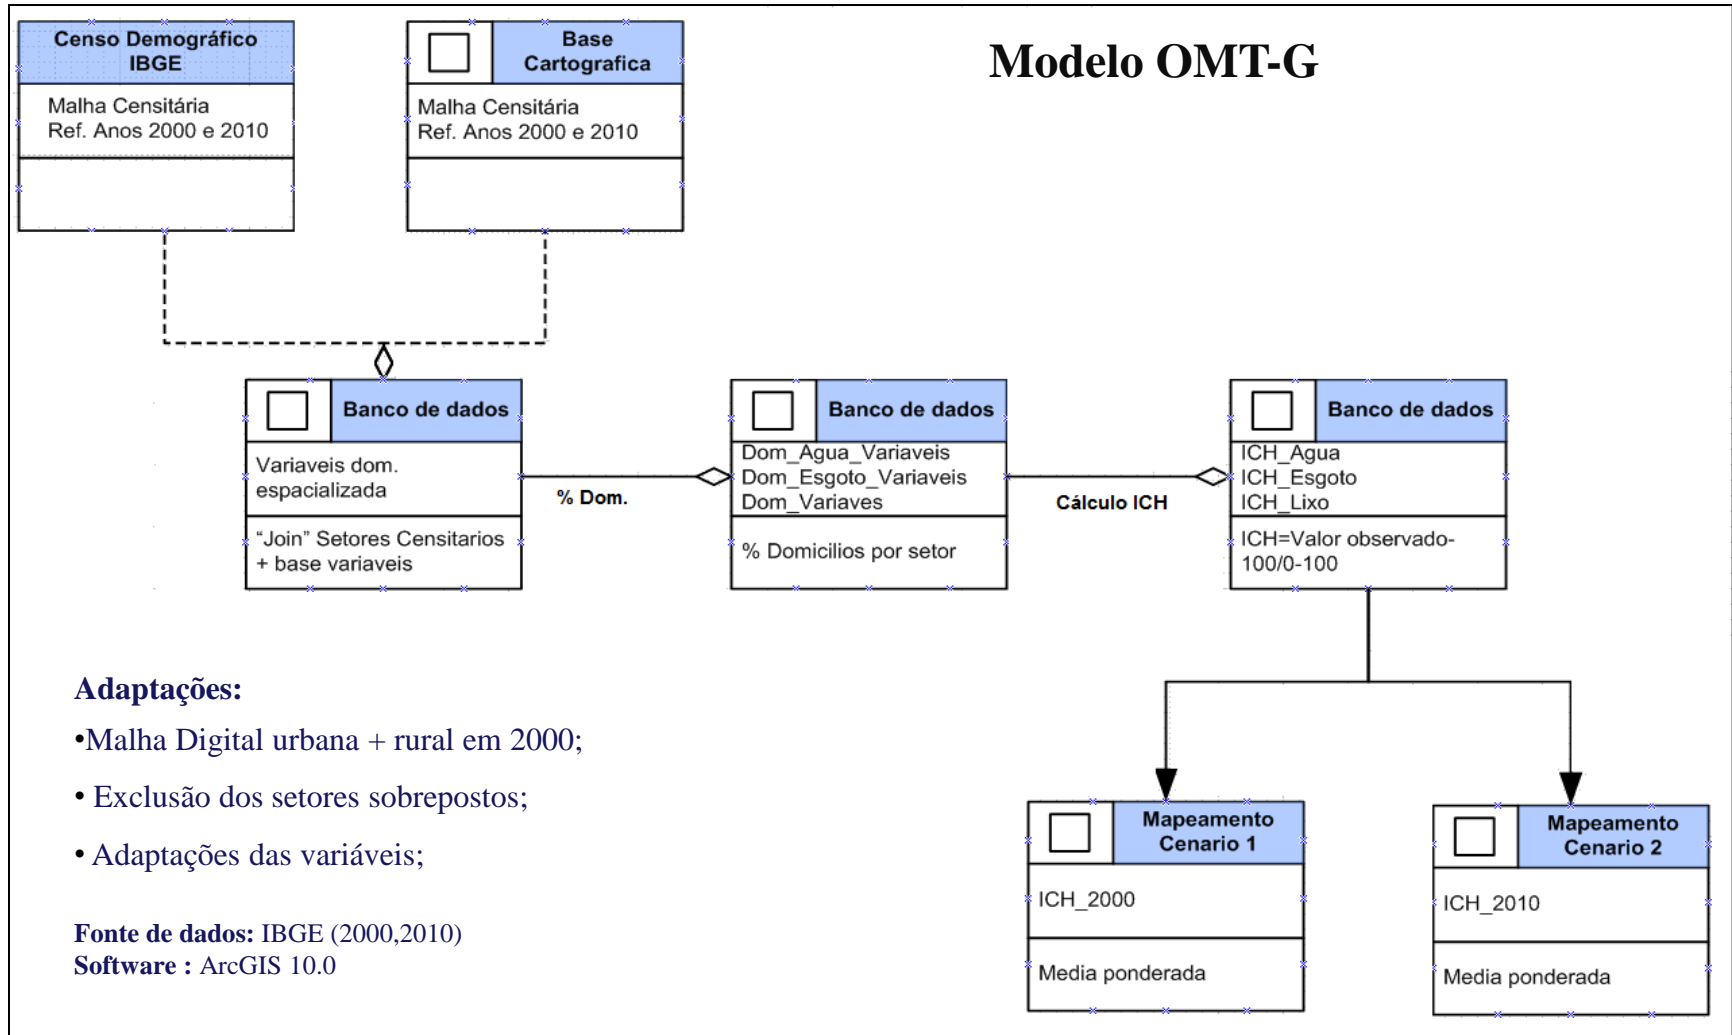 Modelo OMT-G
Censo Demográfico
IBGE
Malha Censitária
Ref. Anos 2000 e 2010
Base
Cartografica
Malha Censitária
Ref. Anos 2000 e 2010
Banco de dados
Variaveis dom.
espacializada
“Join” Setores Censitarios
+ base variaveis
% Dom.
Banco de dados
Dom_Agua_Variaveis
Dom_Esgoto_Variaveis
Dom_Variaves
% Domicilios por setor
Cálculo ICH
Banco de dados
ICH_Agua
ICH_Esgoto
ICH_Lixo
ICH=Valor observado-
100/0-100
Mapeamento
Cenario 1
ICH_2000
Media ponderada
Mapeamento
Cenario 2
ICH_2010
Media ponderada
Adaptações:
•Malha Digital urbana + rural em 2000;
• Exclusão dos setores sobrepostos;
• Adaptações das variáveis;
Fonte de dados: IBGE (2000,2010)
Software : ArcGIS 10.0